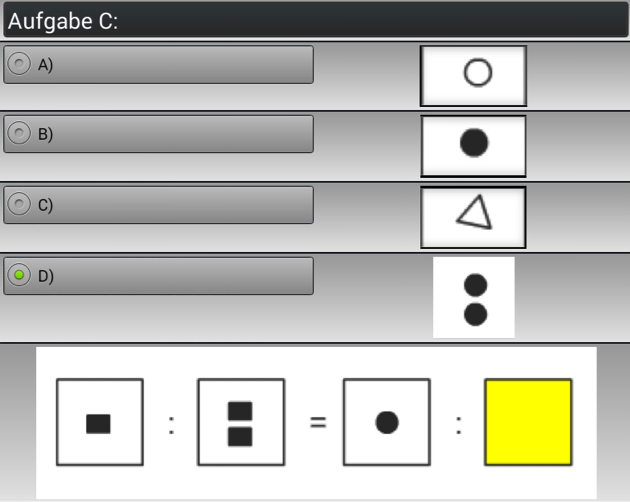 Aufgabe C:
A)
B)
C)
D)
: = :